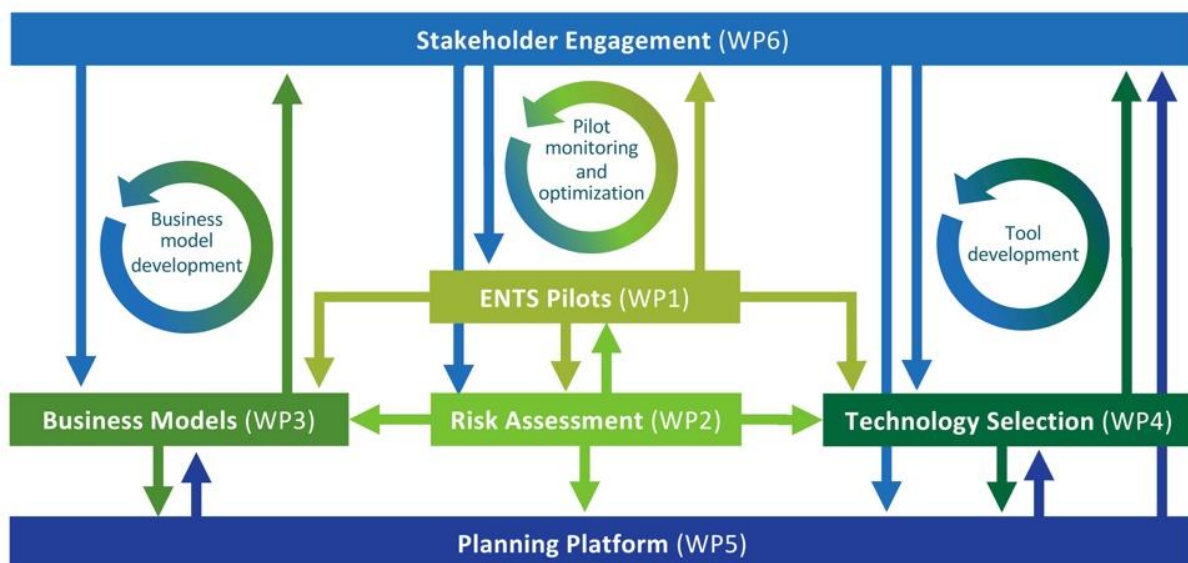 Stakeholder Engagement (WP6)
Pilot
monitoring
and
optimization
Business
model
development
Tool
development
ENTS Pilots (WP1)
Business Models (WP3)
Risk Assessment (WP2)
Technology Selection (WP4)
Planning Platform (WP5)